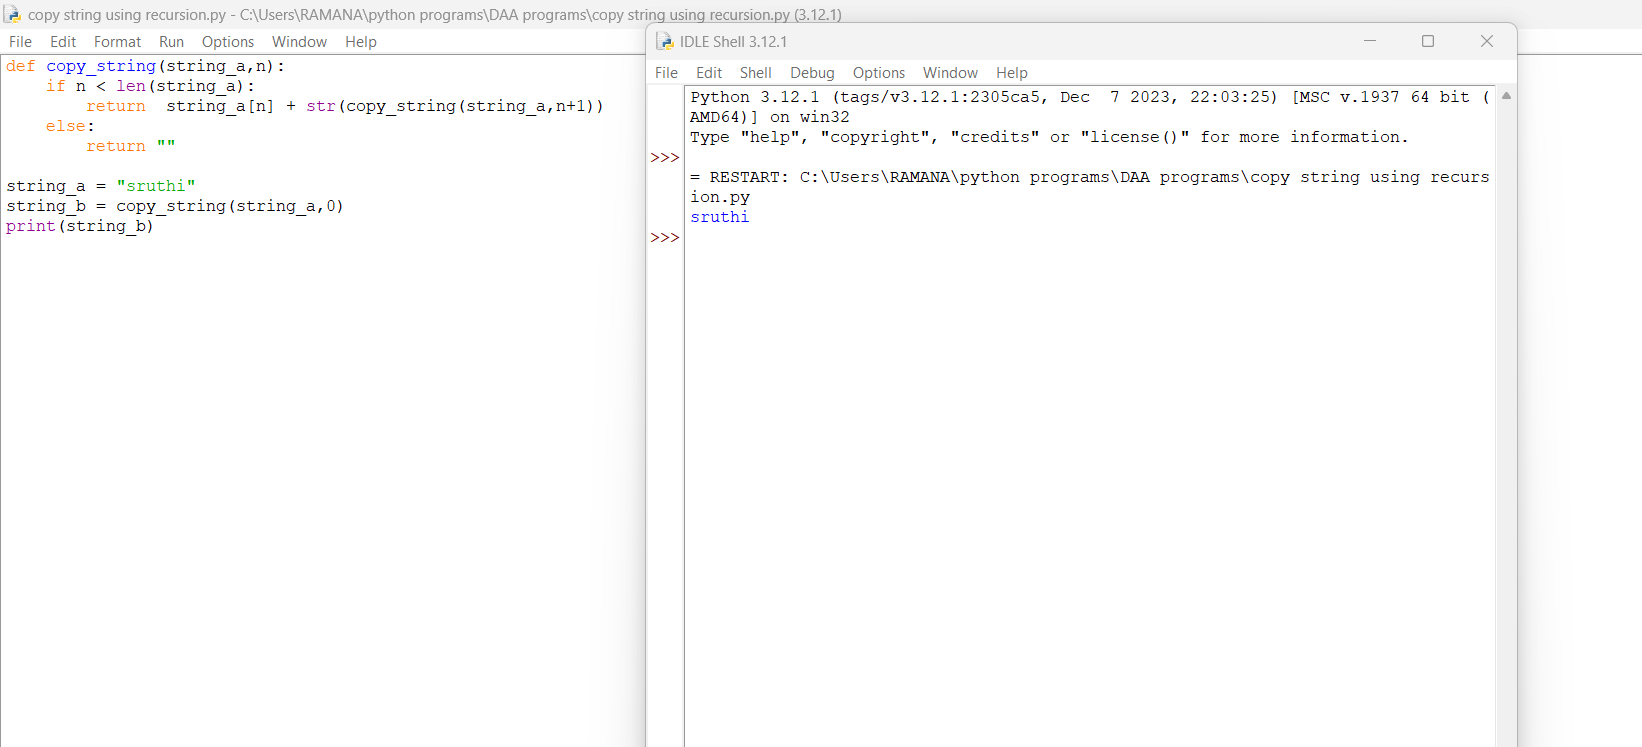 copy string using recursion.py - C:\Users\RAMANA\python programs\DAA programs\copy string using recursion.py (3.12.1)
File Edit Format Run Options Window Help
def copy_string(string_a,n):
    if n < len(string_a):
        return  string_a[n] + str(copy_string(string_a,n+1))
    else:
        return ""

string_a = "sruthi"
string_b = copy_string(string_a,0)
print(string_b)
IDLE Shell 3.12.1
File Edit Shell Debug Options Window Help
Python 3.12.1 (tags/v3.12.1:2305ca5, Dec  7 2023, 22:03:25) [MSC v.1937 64 bit (
AMD64)] on win32
Type "help", "copyright", "credits" or "license()" for more information.
>>>
= RESTART: C:\Users\RAMANA\python programs\DAA programs\copy string using recurs
ion.py
sruthi
>>>